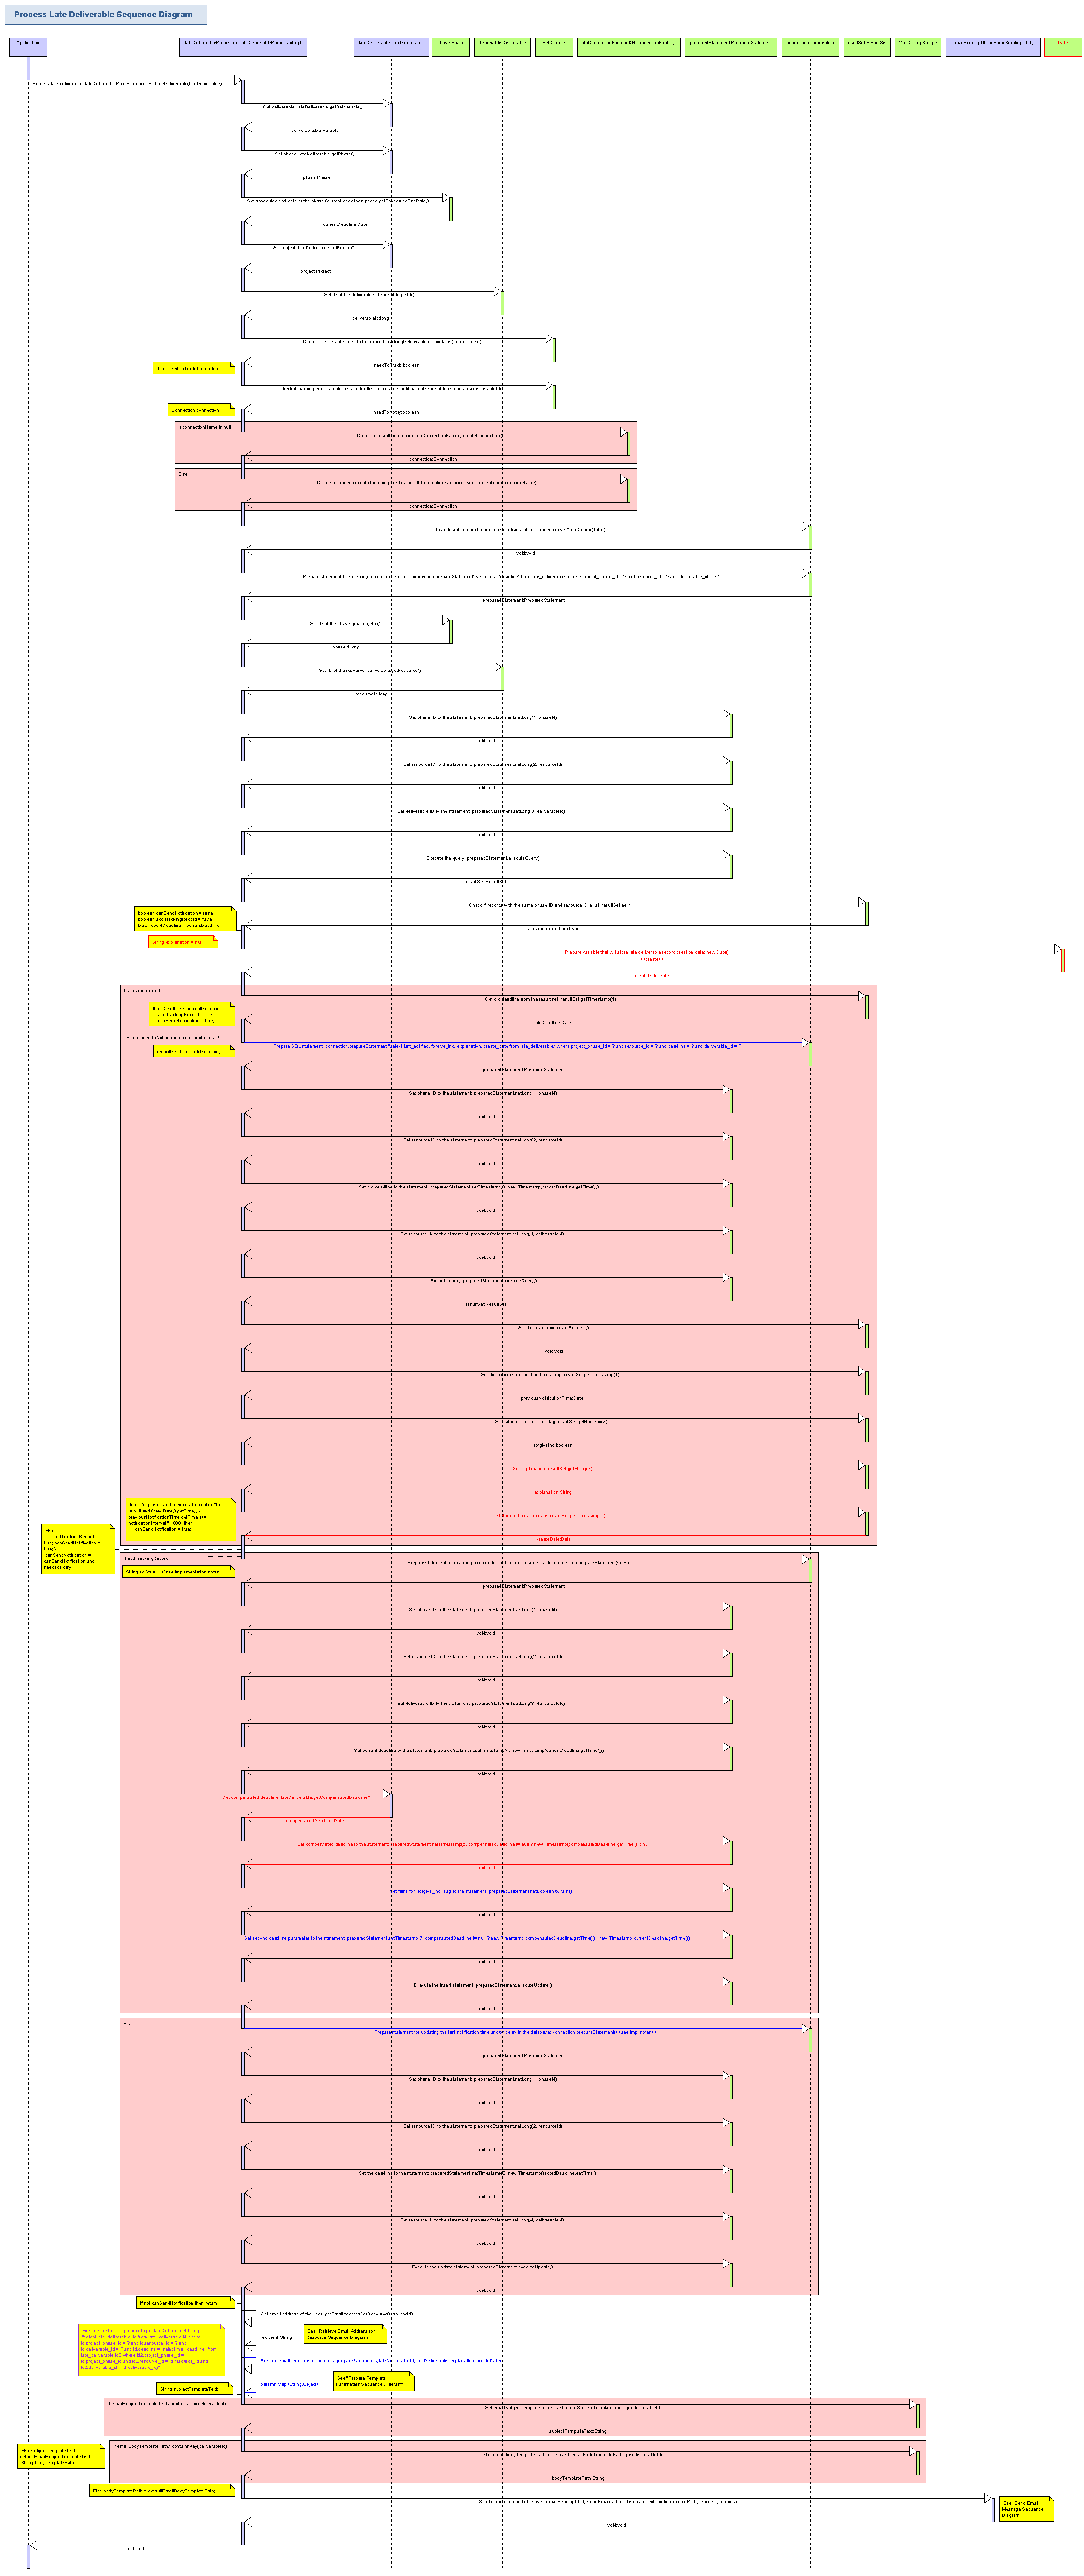 Process Late Deliverable Sequence Diagram
Application
lateDeliverableProcessor:LateDeliverableProcessorImpl
lateDeliverable:LateDeliverable
phase:Phase
deliverable:Deliverable
Set<Long>
dbConnectionFactory:DBConnectionFactory
preparedStatement:PreparedStatement
connection:Connection
resultSet:ResultSet
Map<Long,String>
emailSendingUtility:EmailSendingUtility
Date
Process late deliverable: lateDeliverableProcessor.processLateDeliverable(lateDeliverable)
Get deliverable: lateDeliverable.getDeliverable()
deliverable:Deliverable
Get phase: lateDeliverable.getPhase()
phase:Phase
Get scheduled end date of the phase (current deadline): phase.getScheduledEndDate()
currentDeadline:Date
Get project: lateDeliverable.getProject()
project:Project
Get ID of the deliverable: deliverable.getId()
deliverableId:long
Check if deliverable need to be tracked: trackingDeliverableIds.contains(deliverableId)
needToTrack:boolean
If not needToTrack then return;
Check if warning email should be sent for this deliverable: notificationDeliverableIds.contains(deliverableId)
needToNotify:boolean
Connection connection;
If connectionName is null
Create a default connection: dbConnectionFactory.createConnection()
connection:Connection
Else
Create a connection with the configured name: dbConnectionFactory.createConnection(connectionName)
connection:Connection
Disable auto commit mode to use a transaction: connection.setAutoCommit(false)
void:void
Prepare statement for selecting maximum deadline: connection.prepareStatement("select max(deadline) from late_deliverables where project_phase_id = ? and resource_id = ? and deliverable_id = ?")
preparedStatement:PreparedStatement
Get ID of the phase: phase.getId()
phaseId:long
Get ID of the resource: deliverable.getResource()
resourceId:long
Set phase ID to the statement: preparedStatement.setLong(1, phaseId)
void:void
Set resource ID to the statement: preparedStatement.setLong(2, resourceId)
void:void
Set deliverable ID to the statement: preparedStatement.setLong(3, deliverableId)
void:void
Execute the query: preparedStatement.executeQuery()
resultSet:ResultSet
Check if records with the same phase ID and resource ID exist: resultSet.next()
alreadyTracked:boolean
boolean canSendNotification = false;
boolean addTrackingRecord = false;
Date recordDeadline = currentDeadline;
String explanation = null;
Prepare variable that will store late deliverable record creation date: new Date()
<<create>>
createDate:Date
If alreadyTracked
Get old deadline from the result set: resultSet.getTimestamp(1)
oldDeadline:Date
If oldDeadline < currentDeadline
addTrackingRecord = true;
canSendNotification = true;
Else if needToNotify and notificationInterval != 0
recordDeadline = oldDeadline;
Prepare SQL statement: connection.prepareStatement("select last_notified, forgive_ind, explanation, create_date from late_deliverables where project_phase_id = ? and resource_id = ? and deadline = ? and deliverable_id = ?")
preparedStatement:PreparedStatement
Set phase ID to the statement: preparedStatement.setLong(1, phaseId)
void:void
Set resource ID to the statement: preparedStatement.setLong(2, resourceId)
void:void
Set old deadline to the statement: preparedStatement.setTimestamp(3, new Timestamp(recordDeadline.getTime()))
void:void
Set resource ID to the statement: preparedStatement.setLong(4, deliverableId)
void:void
Execute query: preparedStatement.executeQuery()
resultSet:ResultSet
Get the result row: resultSet.next()
void:void
Get the previous notification timestamp: resultSet.getTimestamp(1)
previousNotificationTime:Date
Get value of the "forgive" flag: resultSet.getBoolean(2)
forgiveInd:boolean
Get explanation: resultSet.getString(3)
explanation:String
Get record creation date: resultSet.getTimestamp(4)
createDate:Date
If not forgiveInd and previousNotificationTime
!= null and (new Date().getTime() -
previousNotificationTime.getTime()>=
notificationInterval * 1000) then
canSendNotification = true;
Else
{ addTrackingRecord =
true; canSendNotification =
true; }
canSendNotification =
canSendNotification and
needToNotify;
If addTrackingRecord
String sqlStr = ... // see implementation notes
Prepare statement for inserting a record to the late_deliverables table: connection.prepareStatement(sqlStr)
preparedStatement:PreparedStatement
Set phase ID to the statement: preparedStatement.setLong(1, phaseId)
void:void
Set resource ID to the statement: preparedStatement.setLong(2, resourceId)
void:void
Set deliverable ID to the statement: preparedStatement.setLong(3, deliverableId)
void:void
Set current deadline to the statement: preparedStatement.setTimestamp(4, new Timestamp(currentDeadline.getTime()))
void:void
Get compensated deadline: lateDeliverable.getCompensatedDeadline()
compensatedDeadline:Date
Set compensated deadline to the statement: preparedStatement.setTimestamp(5, compensatedDeadline != null ? new Timestamp(compensatedDeadline.getTime()) : null)
void:void
Set false for "forgive_ind" flag to the statement: preparedStatement.setBoolean(6, false)
void:void
Set second deadline parameter to the statement: preparedStatement.setTimestamp(7, compensatedDeadline != null ? new Timestamp(compensatedDeadline.getTime()) : new Timestamp(currentDeadline.getTime()))
void:void
Execute the insert statement: preparedStatement.executeUpdate()
void:void
Else
Prepare statement for updating the last notification time and/or delay in the database: connection.prepareStatement(<<see impl notes>>)
preparedStatement:PreparedStatement
Set phase ID to the statement: preparedStatement.setLong(1, phaseId)
void:void
Set resource ID to the statement: preparedStatement.setLong(2, resourceId)
void:void
Set the deadline to the statement: preparedStatement.setTimestamp(3, new Timestamp(recordDeadline.getTime()))
void:void
Set resource ID to the statement: preparedStatement.setLong(4, deliverableId)
void:void
Execute the update statement: preparedStatement.executeUpdate()
void:void
If not canSendNotification then return;
Get email address of the user: getEmailAddressForResource(resourceId)
See "Retrieve Email Address for
Resource Sequence Diagram"
recipient:String
Execute the following query to get lateDeliverableId:long:
"select late_deliverable_id from late_deliverable ld where
ld.project_phase_id = ? and ld.resource_id = ? and
ld.deliverable_id = ? and ld.deadline = (select max(deadline) from
late_deliverable ld2 where ld2.project_phase_id =
ld.project_phase_id and ld2.resource_id = ld.resource_id and
ld2.deliverable_id = ld.deliverable_id)"
Prepare email template parameters: prepareParameters(lateDeliverableId, lateDeliverable, explanation, createDate)
See "Prepare Template
Parameters Sequence Diagram"
params:Map<String,Object>
String subjectTemplateText;
If emailSubjectTemplateTexts::containsKey(deliverableId)
Get email subject template to be used: emailSubjectTemplateTexts.get(deliverableId)
subjectTemplateText:String
Else subjectTemplateText =
defaultEmailSubjectTemplateText;
String bodyTemplatePath;
If emailBodyTemplatePaths::containsKey(deliverableId)
Get email body template path to be used: emailBodyTemplatePaths.get(deliverableId)
bodyTemplatePath:String
Else bodyTemplatePath = defaultEmailBodyTemplatePath;
Send warning email to the user: emailSendingUtility.sendEmail(subjectTemplateText, bodyTemplatePath, recipient, params)
See "Send Email
Message Sequence
Diagram"
void:void
void:void